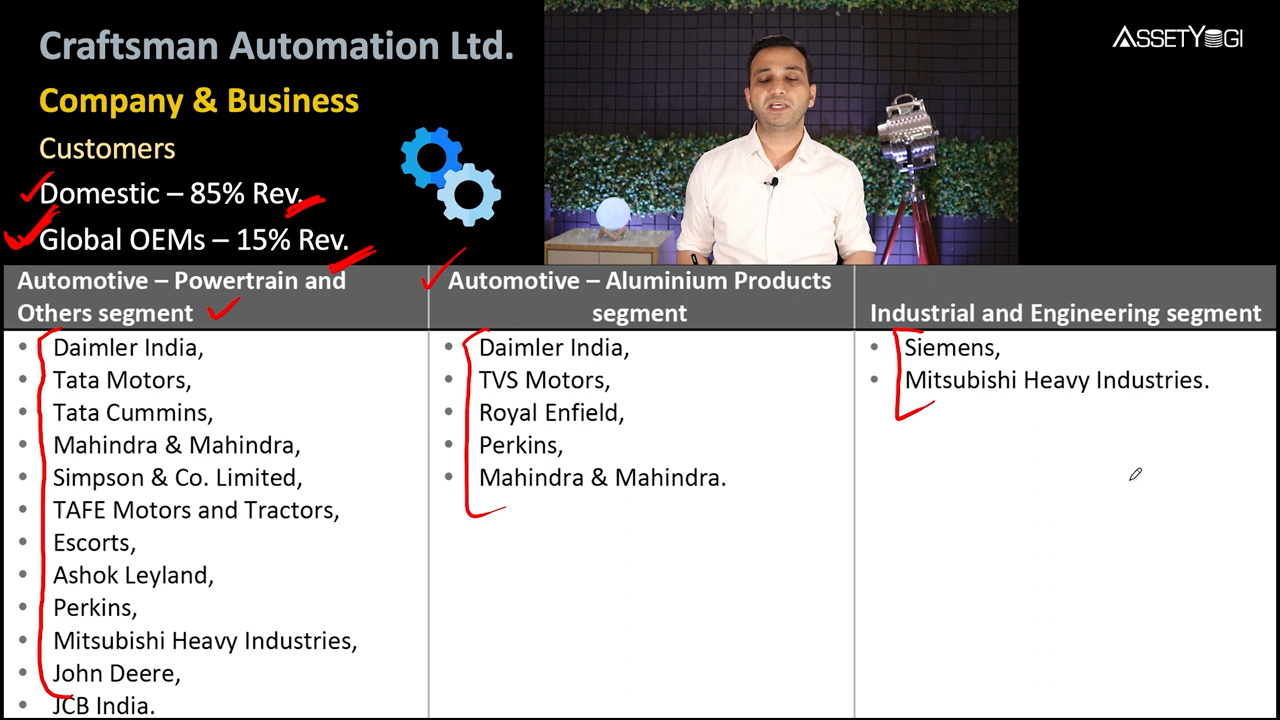 Craftsman Automation Ltd.
ASSETYOGI
Company & Business
Customers
Domestic – 85% Rev.
Global OEMs – 15% Rev.
Automotive – Powertrain and
Others segment
Daimler India,
Tata Motors,
Tata Cummins,
Mahindra & Mahindra,
Simpson & Co. Limited,
TAFE Motors and Tractors,
Escorts,
Ashok Leyland,
Perkins,
Mitsubishi Heavy Industries,
John Deere,
JCB India.
Automotive – Aluminium Products
segment
Daimler India,
TVS Motors,
Royal Enfield,
Perkins,
Mahindra & Mahindra.
Industrial and Engineering segment
Siemens,
Mitsubishi Heavy Industries.